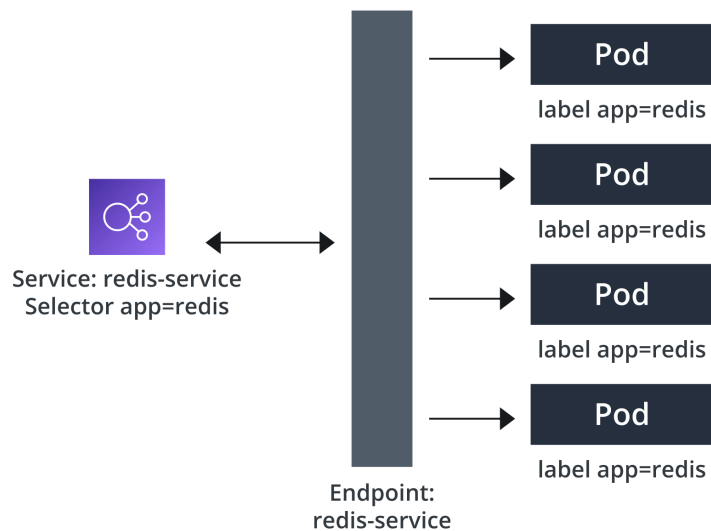 Pod
label app=redis
Pod
label app=redis
Service: redis-service
Selector app=redis
Pod
label app=redis
Pod
label app=redis
Endpoint:
redis-service